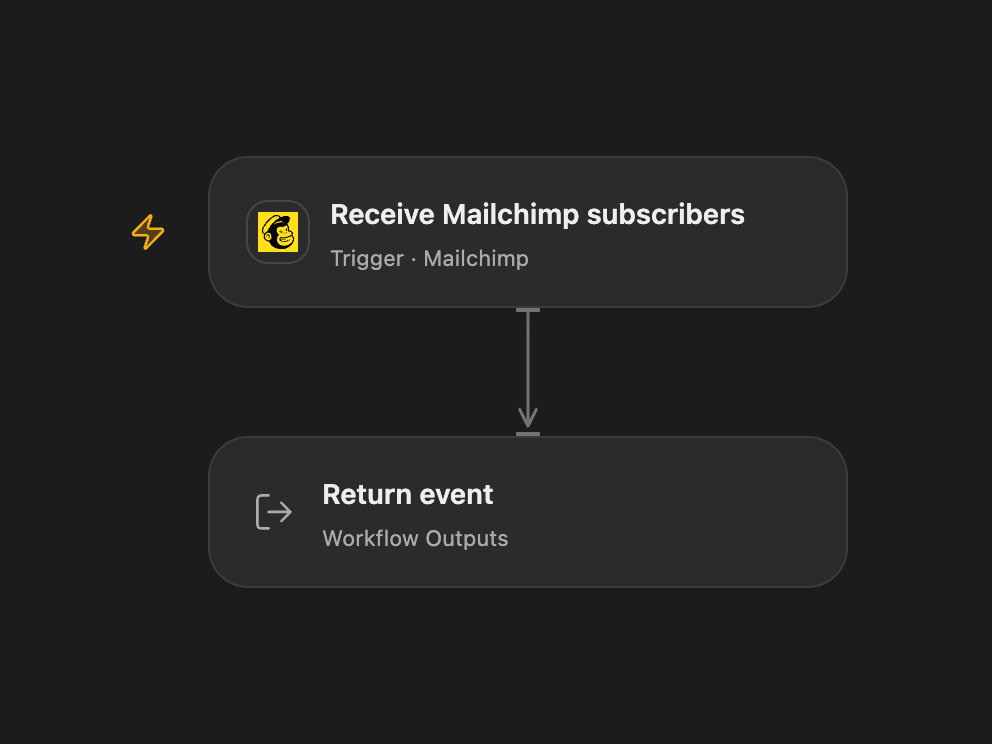 Receive Mailchimp subscribers
Trigger · Mailchimp
Return event
Workflow Outputs